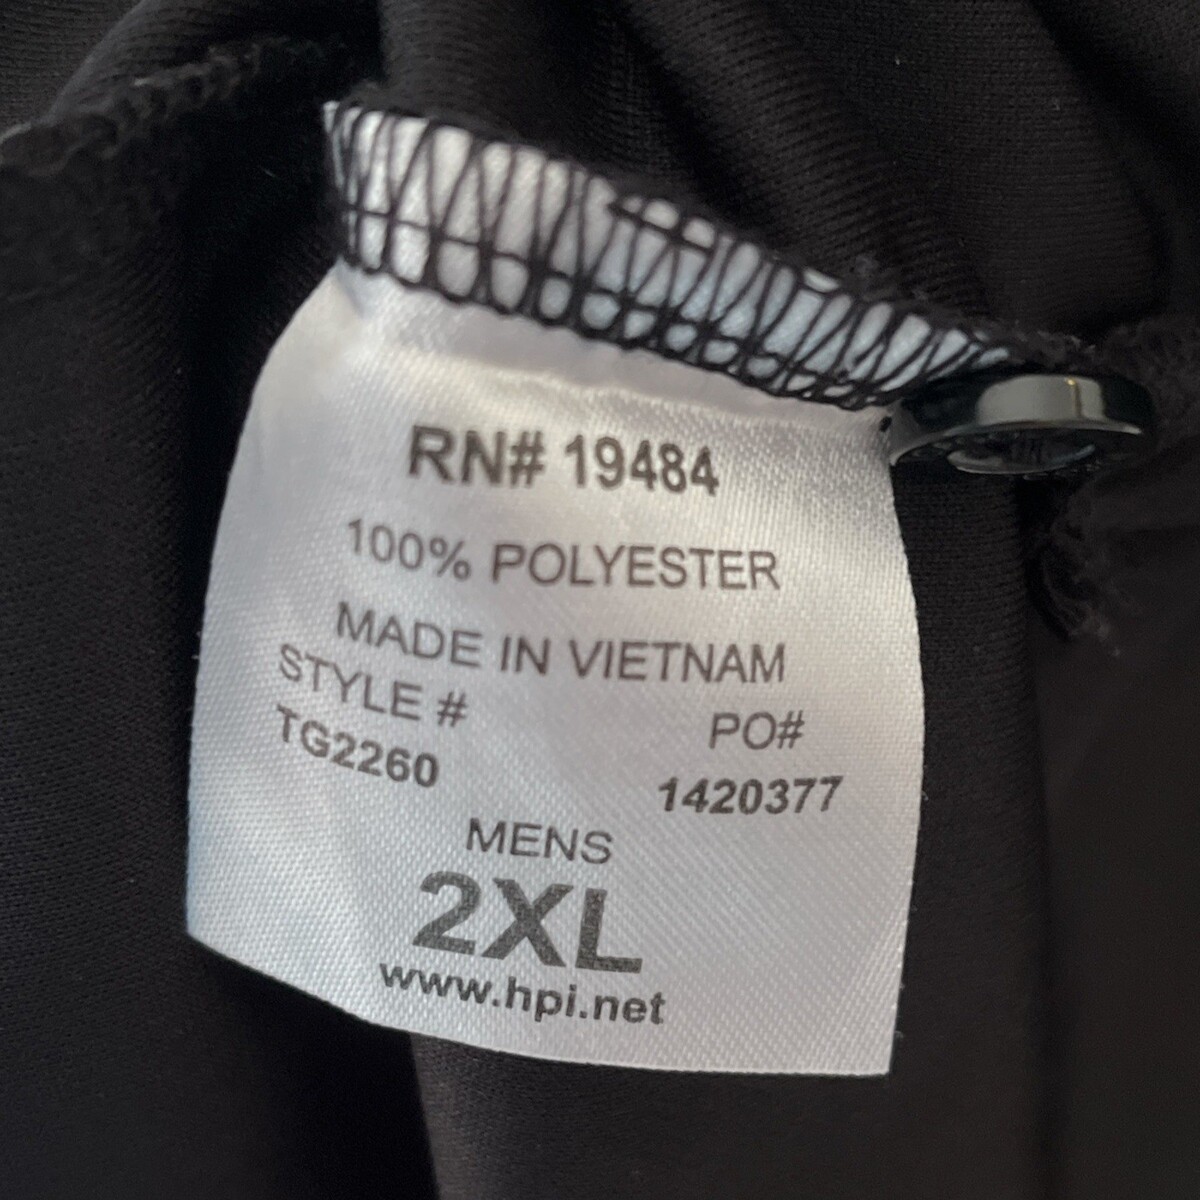 RN# 19484
100% POLYESTER
MADE IN VIETNAM
STYLE #
TG2260
PO#
1420377
MENS
2XL
www.hpi.net